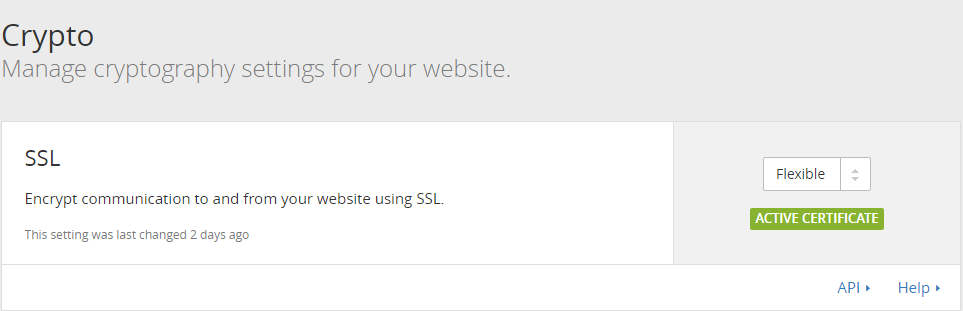 Crypto
Manage cryptography settings for your website.
SSL
Encrypt communication to and from your website using SSL.
This setting was last changed 2 days ago
Flexible
ACTIVE CERTIFICATE
API
Help